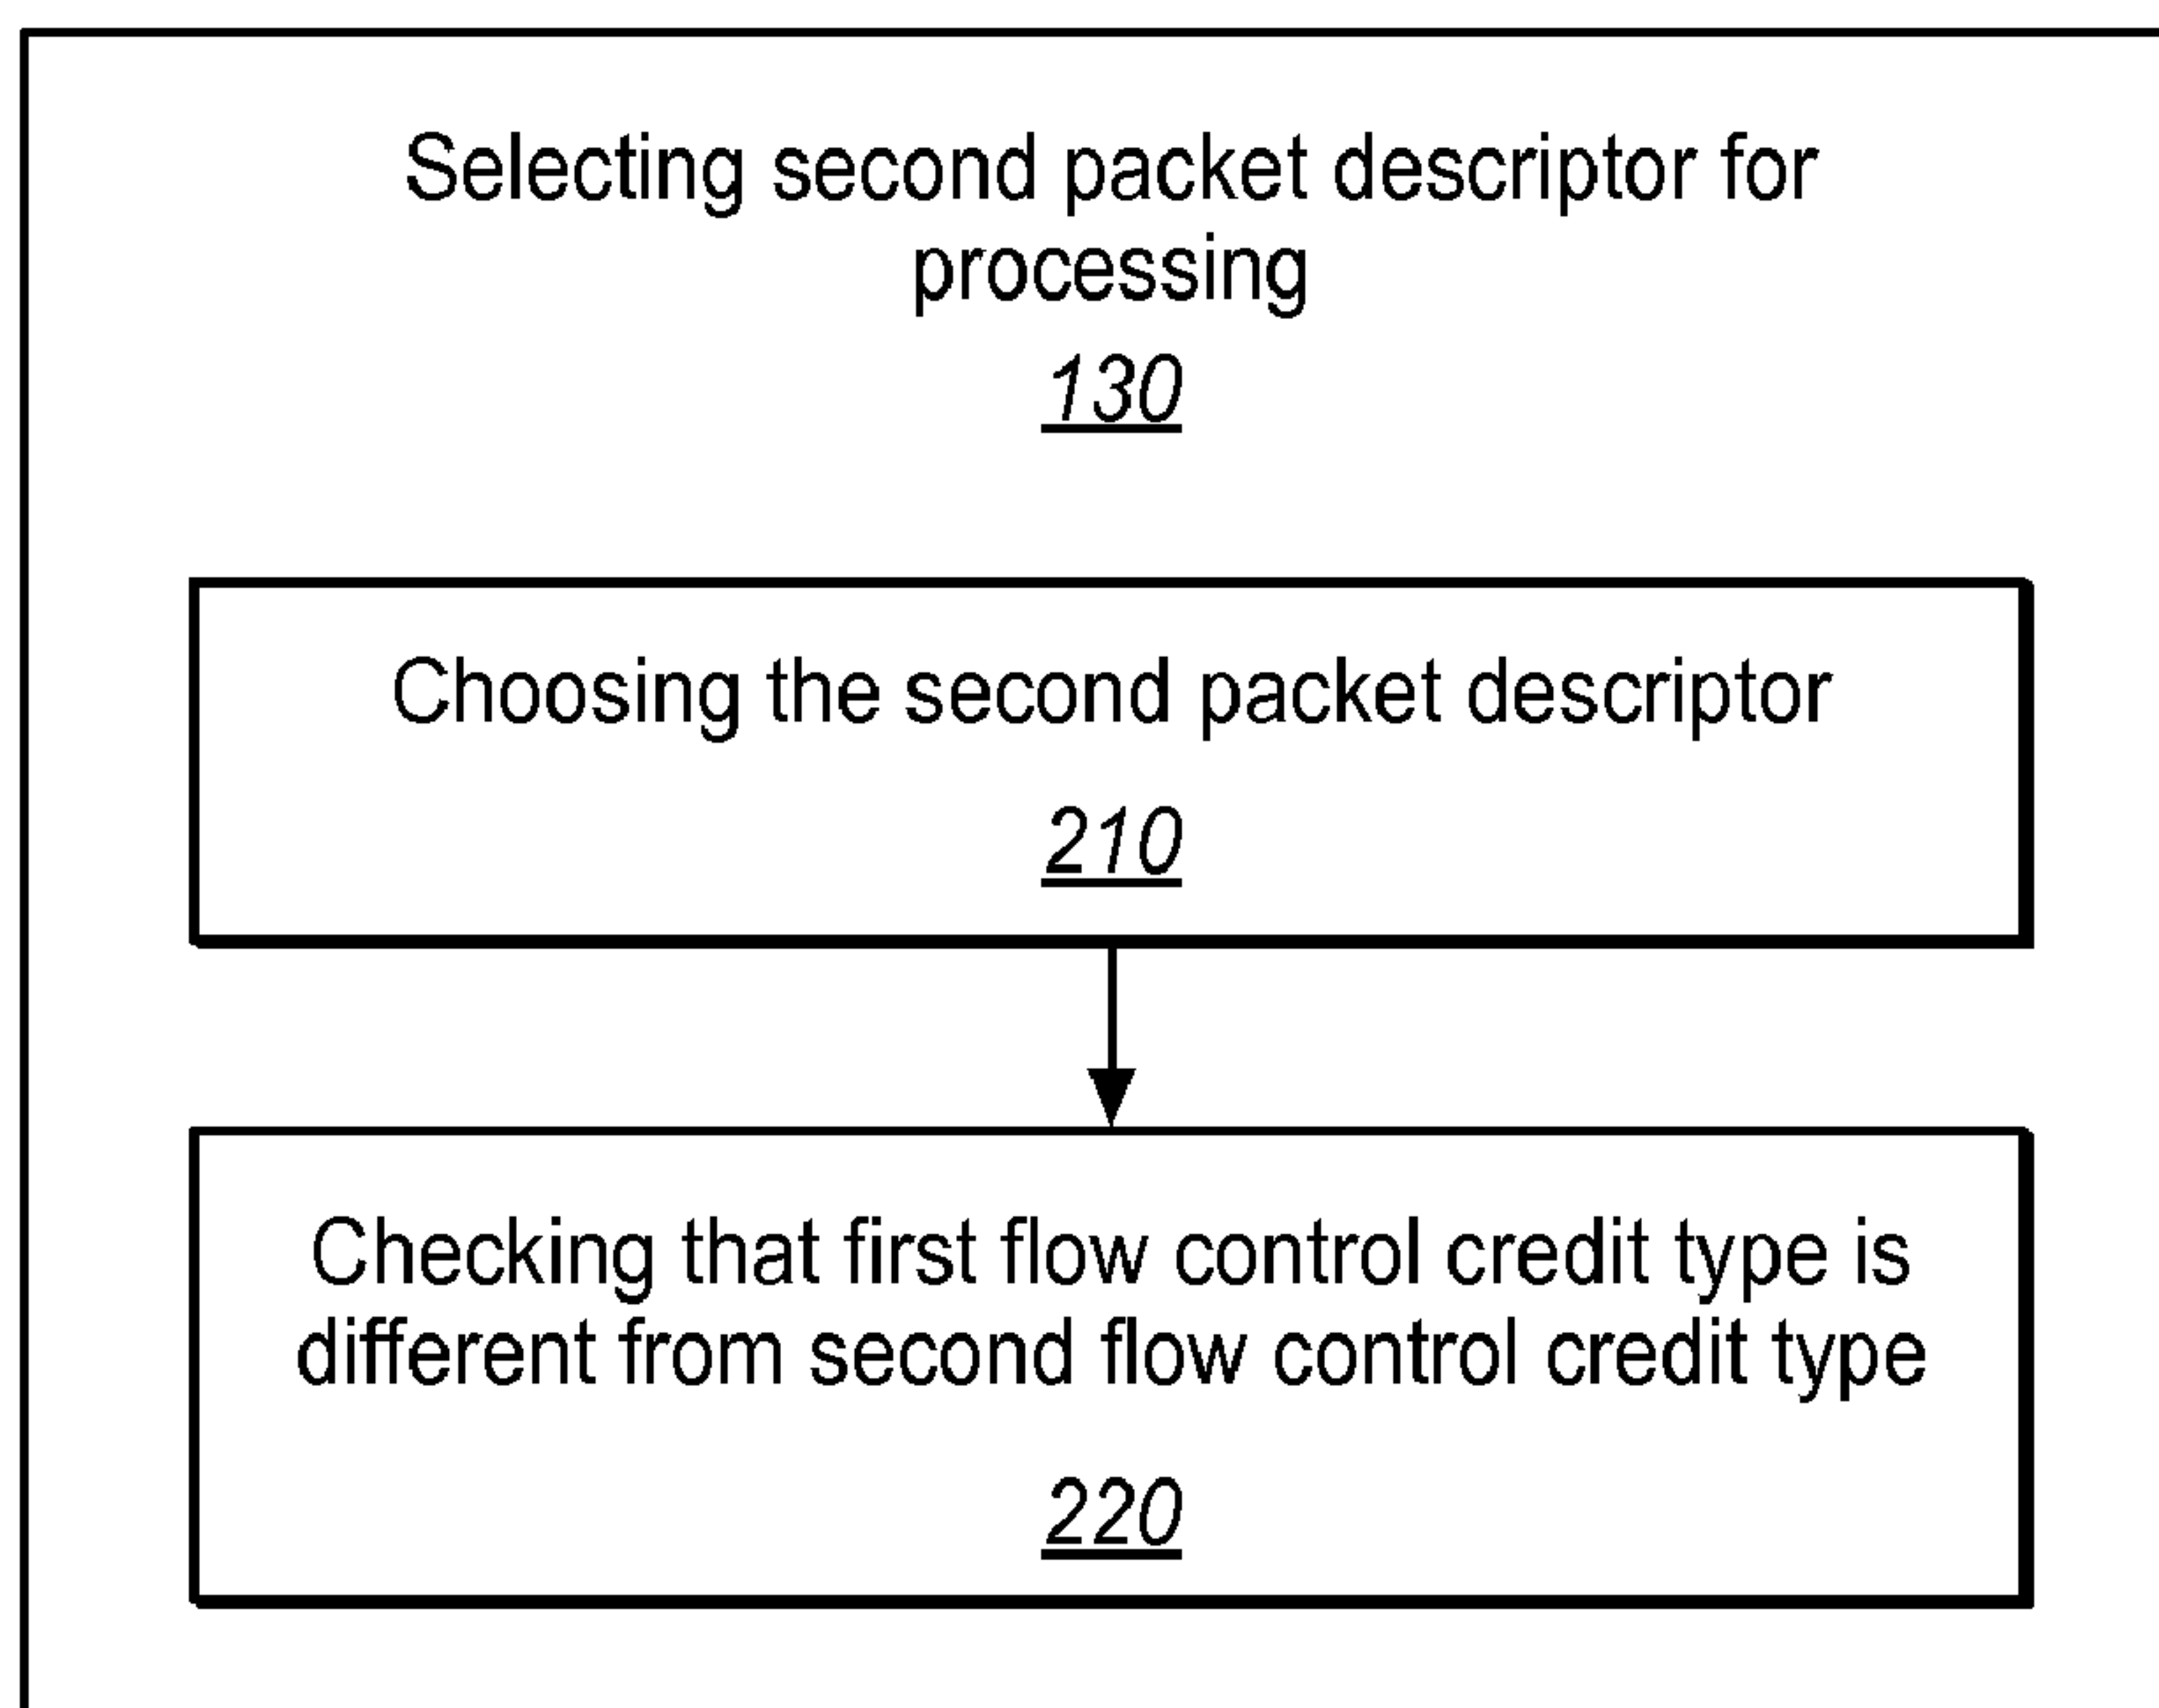 Selecting second packet descriptor for
processing
130
Choosing the second packet descriptor
210
Checking that first flow control credit type is
different from second flow control credit type
220